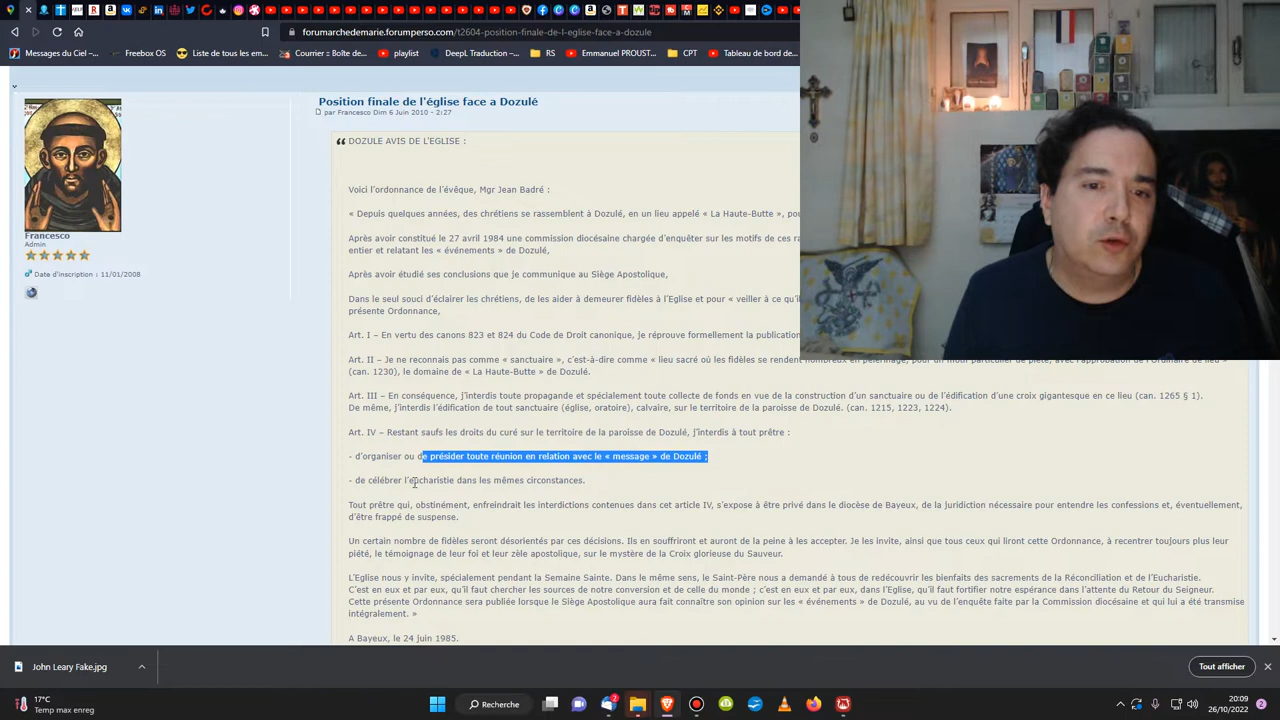 forumarchedemarie.forumperso.com/t2604-position-finale-de-l-eglise-face-a-dozule
Messages du Ciel -...
Freebox OS
Liste de tous les em...
Courrier :: Boîte de...
playlist
DeepL Traduction –...
RS
Emmanuel PROUST...
CPT
Tableau de bord de...
Position finale de l'église face a Dozulé
par Francesco Dim 6 Juin 2010 - 2:27
DOZULE AVIS DE L'EGLISE :
Voici l'ordonnance de l'évêque, Mgr Jean Badré :
« Depuis quelques années, des chrétiens se rassemblent à Dozulé, en un lieu appelé « La Haute-Butte »,
Après avoir constitué le 27 avril 1984 une commission diocésaine chargée d'enquêter sur les motifs de ces
entier et relatant les « événements » de Dozulé,
Après avoir étudié ses conclusions que je communique au Siège Apostolique,
Dans le seul souci d'éclairer les chrétiens, de les aider à demeurer fidèles à l'Eglise et pour « veiller à ce
présente Ordonnance,
Art. I – En vertu des canons 823 et 824 du Code de Droit canonique, je réprouve formellement la publication
Art. II – Je ne reconnais pas comme « sanctuaire », c'est-à-dire comme « lieu sacré où les fidèles se rendent nombreux en pèlerinage, pour un motif particulier de piété, avec l'approbation de l'Ordinaire de lieu »
(can. 1230), le domaine de « La Haute-Butte » de Dozulé.
Art. III – En conséquence, j'interdis toute propagande et spécialement toute collecte de fonds en vue de la construction d'un sanctuaire ou de l'édification d'une croix gigantesque en ce lieu (can. 1265 § 1).
De même, j'interdis l'édification de tout sanctuaire (église, oratoire), calvaire, sur le territoire de la paroisse de Dozulé. (can. 1215, 1223, 1224).
Art. IV – Restant saufs les droits du curé sur le territoire de la paroisse de Dozulé, j'interdis à tout prêtre :
- d'organiser ou de présider toute réunion en relation avec le « message » de Dozulé ;
- de célébrer l'eucharistie dans les mêmes circonstances.
Tout prêtre qui, obstinément, enfreindrait les interdictions contenues dans cet article IV, s'expose à être privé dans le diocèse de Bayeux, de la juridiction nécessaire pour entendre les confessions et, éventuellement,
d'être frappé de suspense.
Un certain nombre de fidèles seront désorientés par ces décisions. Ils en souffriront et auront de la peine à les accepter. Je les invite, ainsi que tous ceux qui liront cette Ordonnance, à recentrer toujours plus leur
piété, le témoignage de leur foi et leur zèle apostolique, sur le mystère de la Croix glorieuse du Sauveur.
L'Eglise nous y invite, spécialement pendant la Semaine Sainte. Dans le même sens, le Saint-Père nous a demandé à tous de redécouvrir les bienfaits des sacrements de la Réconciliation et de l'Eucharistie.
C'est en eux et par eux, qu'il faut chercher les sources de notre conversion et de celle du monde ; c'est en eux et par eux, dans l'Eglise, qu'il faut fortifier notre espérance dans l'attente du Retour du Seigneur.
Cette présente Ordonnance sera publiée lorsque le Siège Apostolique aura fait connaître son opinion sur les « événements » de Dozulé, au vu de l'enquête faite par la Commission diocésaine et qui lui a été transmise
intégralement. »
A Bayeux, le 24 juin 1985.
Francesco
Admin
Date d'inscription : 11/01/2008
John Leary Fake.jpg
Tout afficher
17°C
Temp max enreg
Recherche
20:09
26/10/2022